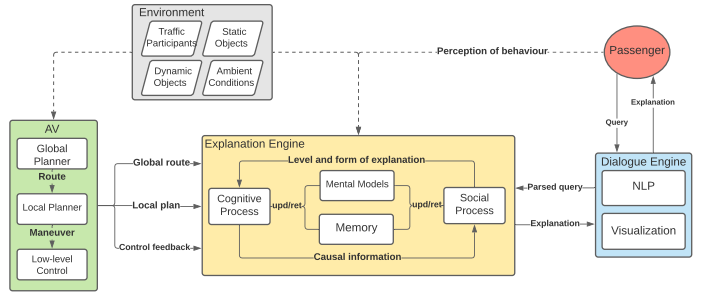 Environment
Traffic
Participants
Static
Objects
Dynamic
Objects
Ambient
Conditions
Perception of behaviour
Passenger
Explanation
Query
AV
Global
Planner
Route
Local Planner
Maneuver
Low-level
Control
Global route
Local plan
Control feedback
Explanation Engine
Level and form of explanation
Cognitive
Process
upd/ret
Mental Models
Memory
upd/ret
Social
Process
Causal information
Parsed query
Explanation
Dialogue Engine
NLP
Visualization